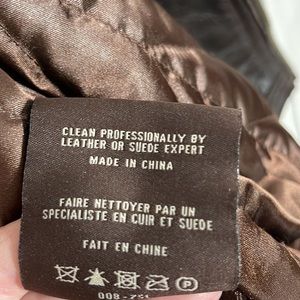 CLEAN PROFESSIONALLY BY
LEATHER OR SUEDE EXPERT
MADE IN CHINA
FAIRE NETTOYER PAR UN
SPECIALISTE EN CUIR ET SUEDE
FAIT EN CHINE
P